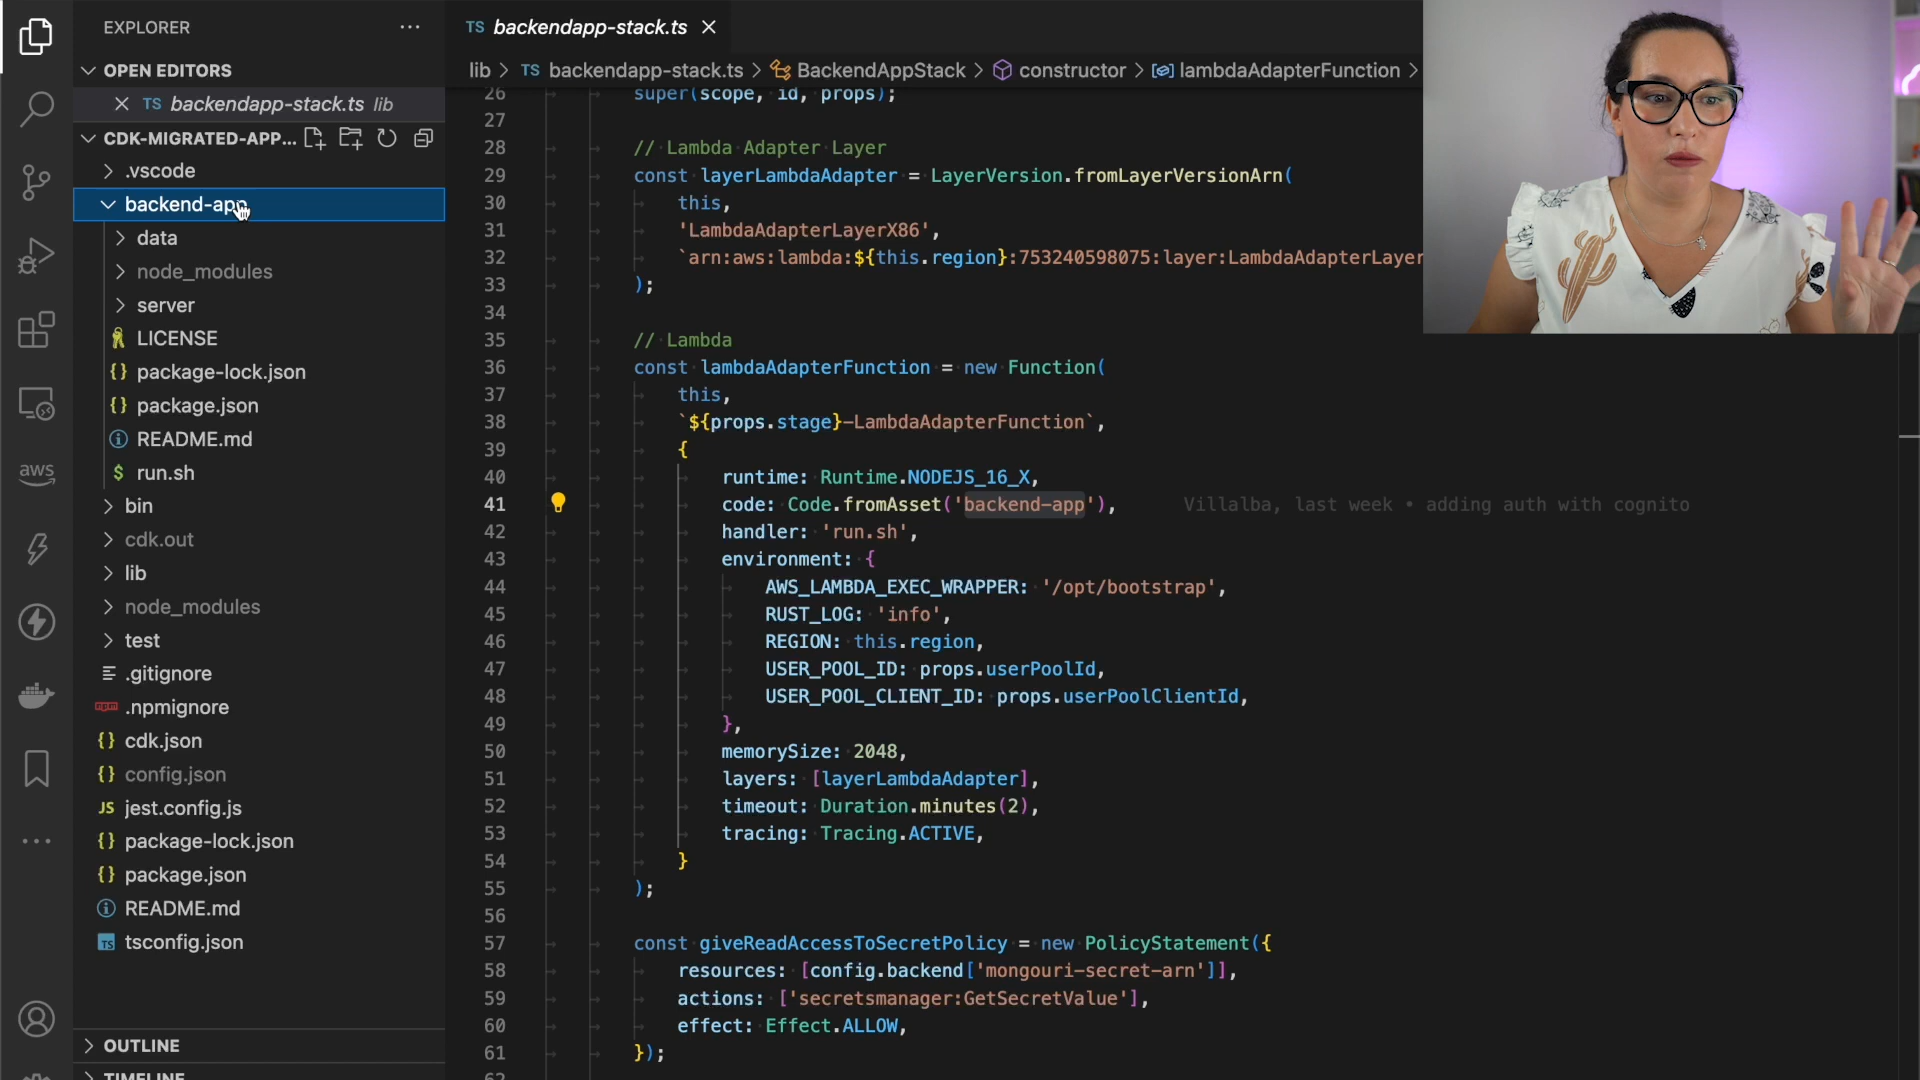 EXPLORER
OPEN EDITORS
TS backendapp-stack.ts lib
CDK-MIGRATED-APP...
.vscode
backend-app
data
node_modules
server
LICENSE
package-lock.json
package.json
README.md
$ run.sh
bin
cdk.out
lib
node_modules
test
.gitignore
.npmignore
cdk.json
config.json
JS jest.config.js
package-lock.json
package.json
README.md
TS tsconfig.json
OUTLINE
TIMELINE
aws
TS backendapp-stack.ts
lib > TS backendapp-stack.ts > BackendAppStack > constructor > lambdaAdapterFunction >
26 super(scope, id, props);
27
28 // Lambda Adapter Layer
29 const layerLambdaAdapter = LayerVersion.fromLayerVersionArn(
30 this,
31 'LambdaAdapterLayerX86',
32 `arn:aws:lambda:${this.region}:753240598075:layer:LambdaAdapterLayer
33 );
34
35 // Lambda
36 const lambdaAdapterFunction = new Function(
37 this,
38 `${props.stage}-LambdaAdapterFunction`,
39 {
40 runtime: Runtime.NODEJS_16_X,
41 code: Code.fromAsset('backend-app'), Villalba, last week • adding auth with cognito
42 handler: 'run.sh',
43 environment: {
44 AWS_LAMBDA_EXEC_WRAPPER: '/opt/bootstrap',
45 RUST_LOG: 'info',
46 REGION: this.region,
47 USER_POOL_ID: props.userPoolId,
48 USER_POOL_CLIENT_ID: props.userPoolClientId,
49 },
50 memorySize: 2048,
51 layers: [layerLambdaAdapter],
52 timeout: Duration.minutes(2),
53 tracing: Tracing.ACTIVE,
54 }
55 );
56
57 const giveReadAccessToSecretPolicy = new PolicyStatement({
58 resources: [config.backend['mongouri-secret-arn']],
59 actions: ['secretsmanager:GetSecretValue'],
60 effect: Effect.ALLOW,
61 });
62